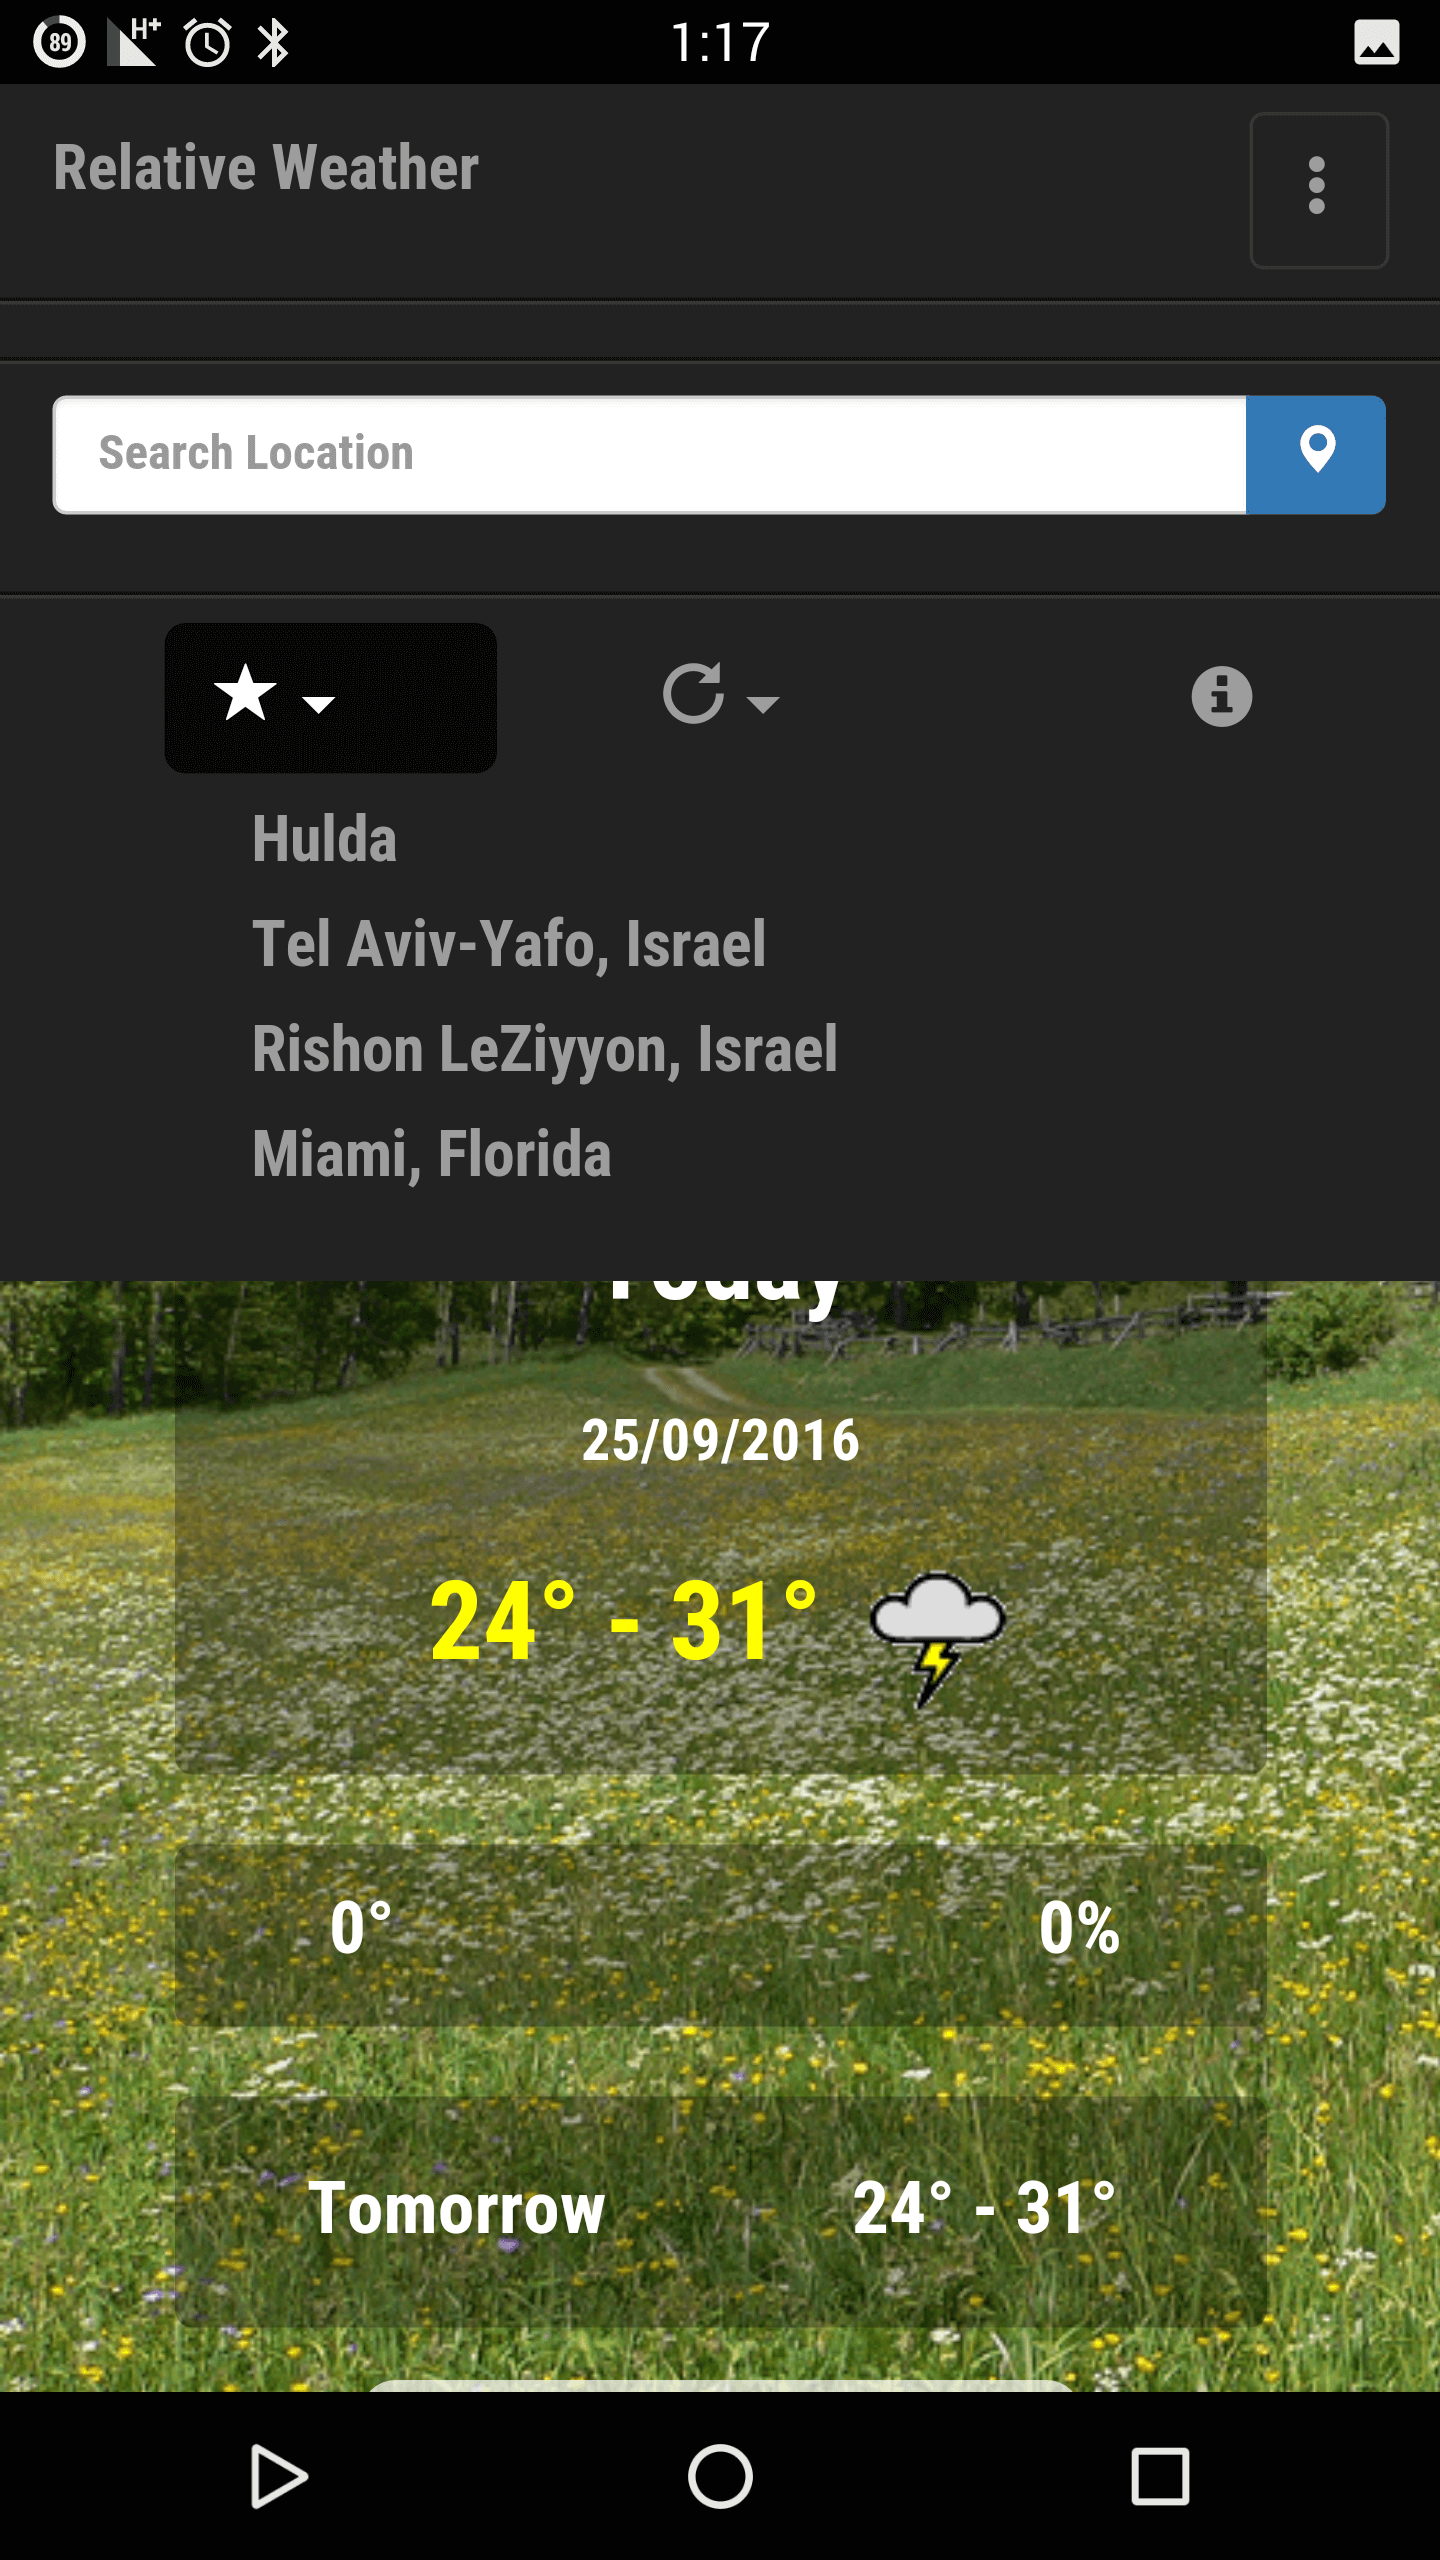 89 H+ 1:17
Relative Weather
Search Location
Hulda
Tel Aviv-Yafo, Israel
Rishon LeZiyyon, Israel
Miami, Florida
Today
25/09/2016
24° - 31°
0° 0%
Tomorrow 24° - 31°